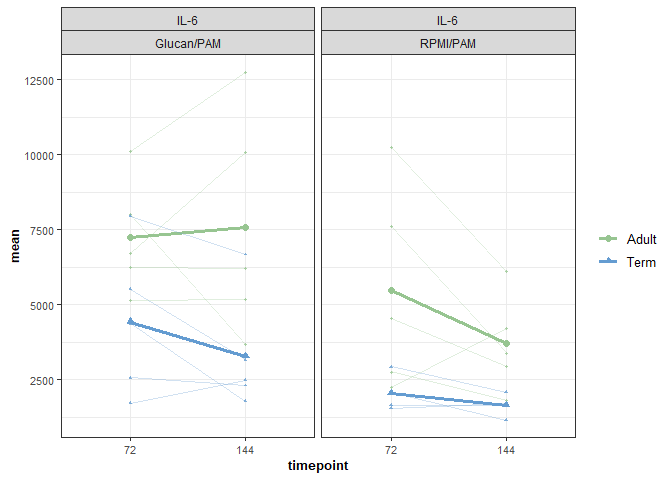 IL-6 IL-6
Glucan/PAM RPMI/PAM
12500
10000
7500
5000
2500
mean
Adult
Term
72 144 72 144
timepoint